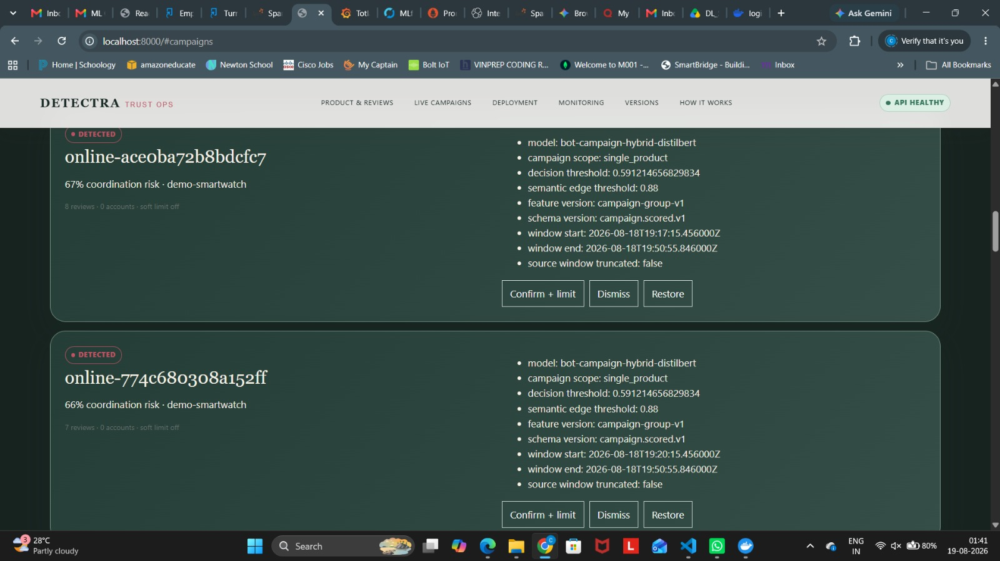 Inbc
ML
Rea
Emp
Turr
Spa
Totl
MLf
Pro
Inte
Spa
Bro
My
Inbc
DL_
logi
Ask Gemini
localhost:8000/#campaigns
Verify that it's you
Home | Schoology
amazoneducate
Newton School
Cisco Jobs
My Captain
Bolt IoT
VINPREP CODING R...
Welcome to M001 -...
SmartBridge - Buildi...
Inbox
All Bookmarks
DETECTRA TRUST OPS
PRODUCT & REVIEWS
LIVE CAMPAIGNS
DEPLOYMENT
MONITORING
VERSIONS
HOW IT WORKS
API HEALTHY
DETECTED
online-ace0ba72b8bdcfc7
67% coordination risk · demo-smartwatch
8 reviews · 0 accounts · soft limit off
model: bot-campaign-hybrid-distilbert
campaign scope: single_product
decision threshold: 0.591214656829834
semantic edge threshold: 0.88
feature version: campaign-group-v1
schema version: campaign.scored.v1
window start: 2026-08-18T19:17:15.456000Z
window end: 2026-08-18T19:50:55.846000Z
source window truncated: false
Confirm + limit
Dismiss
Restore
DETECTED
online-774c680308a152ff
66% coordination risk · demo-smartwatch
7 reviews · 0 accounts · soft limit off
model: bot-campaign-hybrid-distilbert
campaign scope: single_product
decision threshold: 0.591214656829834
semantic edge threshold: 0.88
feature version: campaign-group-v1
schema version: campaign.scored.v1
window start: 2026-08-18T19:20:15.456000Z
window end: 2026-08-18T19:50:55.846000Z
source window truncated: false
Confirm + limit
Dismiss
Restore
3
28°C
Partly cloudy
Search
ENG
IN
80%
01:41
19-08-2026